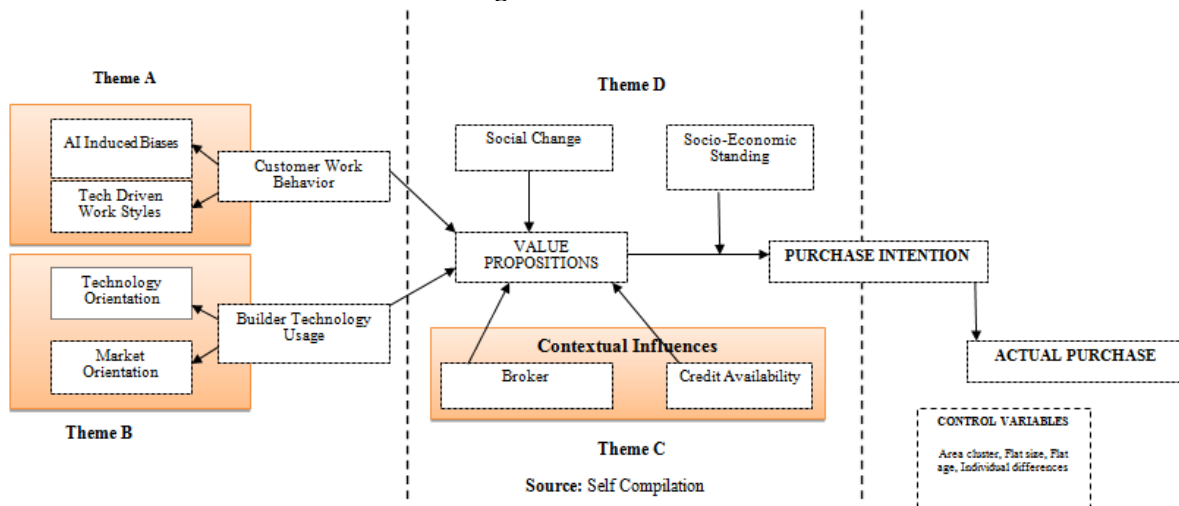 Theme A
AI Induced Biases
Tech Driven
Work Styles
Customer Work
Behavior
Technology
Orientation
Market
Orientation
Builder Technology
Usage
Theme B
Theme D
Social Change
Socio-Economic
Standing
VALUE
PROPOSITIONS
PURCHASE INTENTION
ACTUAL PURCHASE
Contextual Influences
Broker
Credit Availability
Theme C
Source: Self Compilation
CONTROL VARIABLES
Area cluster, Flat size, Flat
age, Individual differences